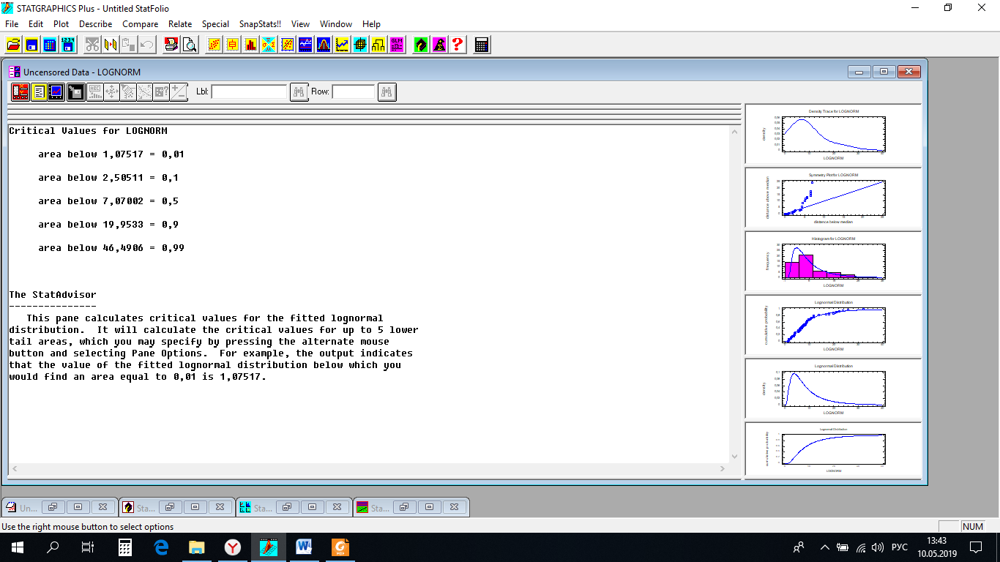 STATGRAPHICS Plus - Untitled StatFolio
File Edit Plot Describe Compare Relate Special SnapStats!! View Window Help
Uncensored Data - LOGNORM
Lbl: Row:
Critical Values for LOGNORM
area below 1,07517 = 0,01
area below 2,50511 = 0,1
area below 7,07002 = 0,5
area below 19,9533 = 0,9
area below 46,4906 = 0,99
The StatAdvisor
---------------
This pane calculates critical values for the fitted lognormal
distribution. It will calculate the critical values for up to 5 lower
tail areas, which you may specify by pressing the alternate mouse
button and selecting Pane Options. For example, the output indicates
that the value of the fitted lognormal distribution below which you
would find an area equal to 0,01 is 1,07517.
Density Trace for LOGNORM
density
LOGNORM
Symmetry Plot for LOGNORM
distance above median
distance below median
Histogram for LOGNORM
frequency
LOGNORM
Lognormal Distribution
cumulative probability
LOGNORM
Lognormal Distribution
density
LOGNORM
Lognormal Distribution
cumulative probability
LOGNORM
Un... Sta... Sta... Sta...
Use the right mouse button to select options
NUM
РУС
13:43
10.05.2019